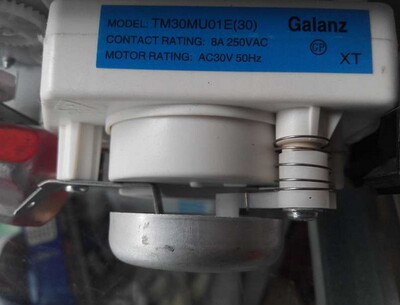 MODEL: TM30MU01E(30) Galanz
CONTACT RATING: 8A 250VAC
MOTOR RATING: AC30V 50Hz XT